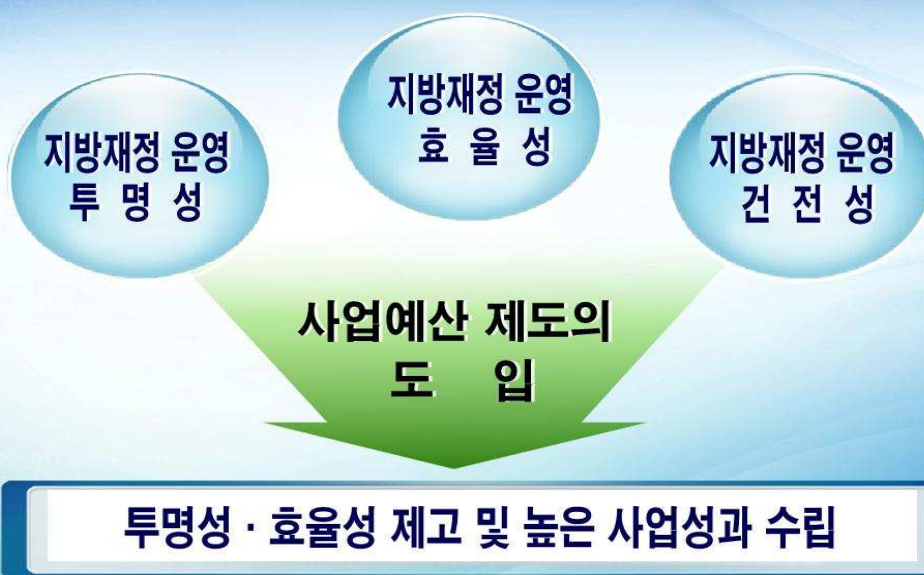 지방재정 운영
투 명 성
지방재정 운영
효 율 성
지방재정 운영
건 전 성
사업예산 제도의
도 입
투명성 · 효율성 제고 및 높은 사업성과 수립